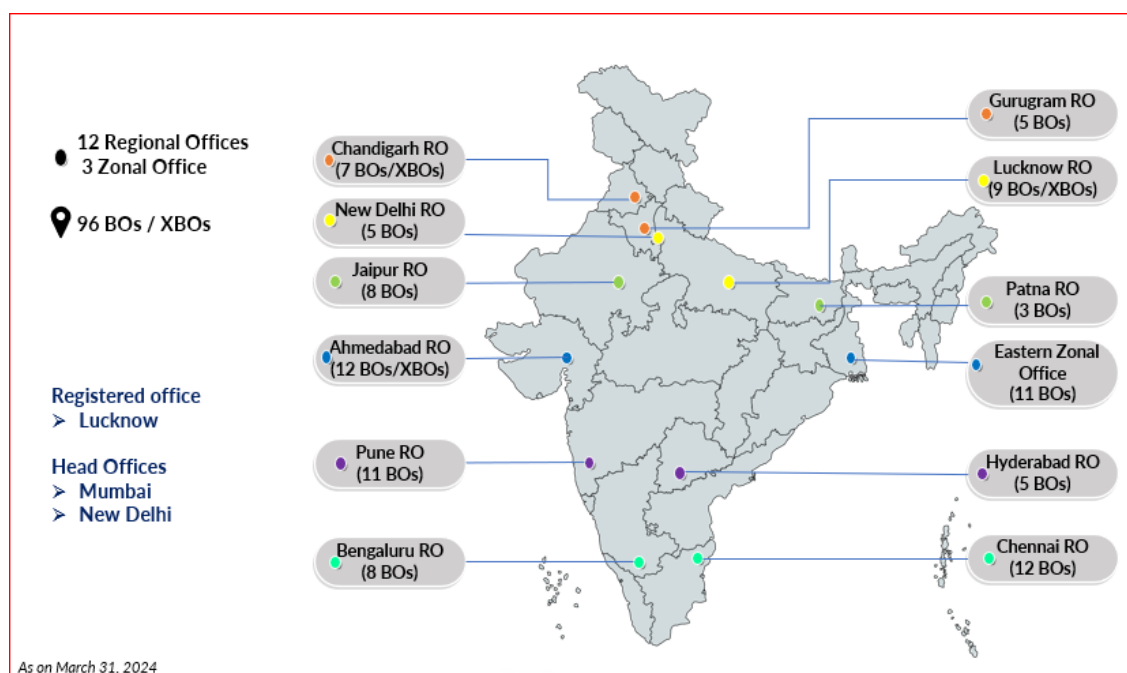 12 Regional Offices
3 Zonal Office
96 BOs / XBOs
Registered office
➢ Lucknow
Head Offices
➢ Mumbai
➢ New Delhi
Chandigarh RO
(7 BOs/XBOs)
New Delhi RO
(5 BOs)
Jaipur RO
(8 BOs)
Ahmedabad RO
(12 BOs/XBOs)
Pune RO
(11 BOs)
Bengaluru RO
(8 BOs)
Gurugram RO
(5 BOs)
Lucknow RO
(9 BOs/XBOs)
Patna RO
(3 BOs)
Eastern Zonal
Office
(11 BOs)
Hyderabad RO
(5 BOs)
Chennai RO
(12 BOs)
As on March 31, 2024